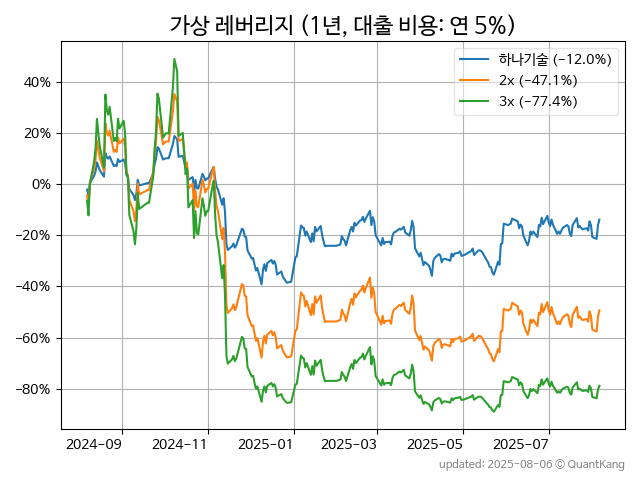 가상 레버리지 (1년, 대출 비용: 연 5%)
하나기술 (−12.0%)
2x (−47.1%)
3x (−77.4%)
40%
20%
0%
−20%
−40%
−60%
−80%
2024-09 2024-11 2025-01 2025-03 2025-05 2025-07
updated: 2025-08-06 © QuantKang